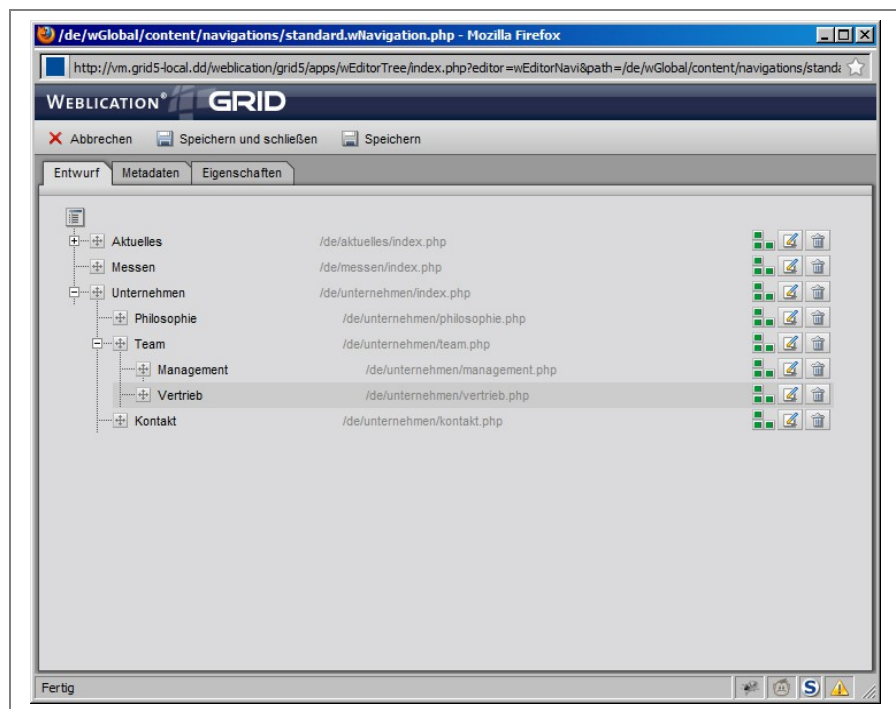 /de/wGlobal/content/navigations/standard.wNavigation.php - Mozilla Firefox
http://vm.grid5-local.dd/weblication/grid5/apps/wEditorTree/index.php?editor=wEditorNavi&path=/de/wGlobal/content/navigations/standa
WEBLICATION® GRID
Abbrechen Speichern und schließen Speichern
Entwurf Metadaten Eigenschaften
Aktuelles /de/aktuelles/index.php
Messen /de/messen/index.php
Unternehmen /de/unternehmen/index.php
Philosophie /de/unternehmen/philosophie.php
Team /de/unternehmen/team.php
Management /de/unternehmen/management.php
Vertrieb /de/unternehmen/vertrieb.php
Kontakt /de/unternehmen/kontakt.php
Fertig S